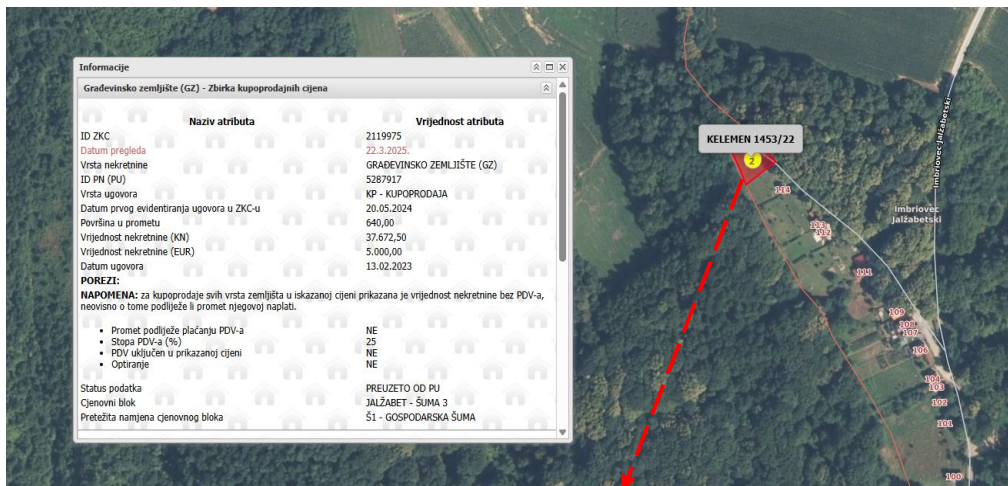 Informacije
Građevinsko zemljište (GZ) - Zbirka kupoprodajnih cijena
Naziv atributa Vrijednost atributa
ID ZKC 2119975
Datum pregleda 22.3.2025.
Vrsta nekretnine GRAĐEVINSKO ZEMLJIŠTE (GZ)
ID PN (PU) 5287917
Vrsta ugovora KP - KUPOPRODAJA
Datum prvog evidentiranja ugovora u ZKC-u 20.05.2024
Površina u prometu 640,00
Vrijednost nekretnine (KN) 37.672,50
Vrijednost nekretnine (EUR) 5.000,00
Datum ugovora 13.02.2023
POREZI:
NAPOMENA: za kupoprodaje svih vrsta zemljišta u iskazanoj cijeni prikazana je vrijednost nekretnine bez PDV-a,
neovisno o tome podliježe li promet njegovoj naplati.
• Promet podliježe plaćanju PDV-a NE
• Stopa PDV-a (%) 25
• PDV uključen u prikazanoj cijeni NE
• Optiranje NE
Status podatka PREUZETO OD PU
Cjenovni blok JALŽABET - ŠUMA 3
Pretežita namjena cjenovnog bloka Š1 - GOSPODARSKA ŠUMA
KELEMEN 1453/22
2
114
113
112
111
109
108
107
106
104
103
102
101
100
Imbriovec
Jalžabetski
Imbriovec Jalžabetski